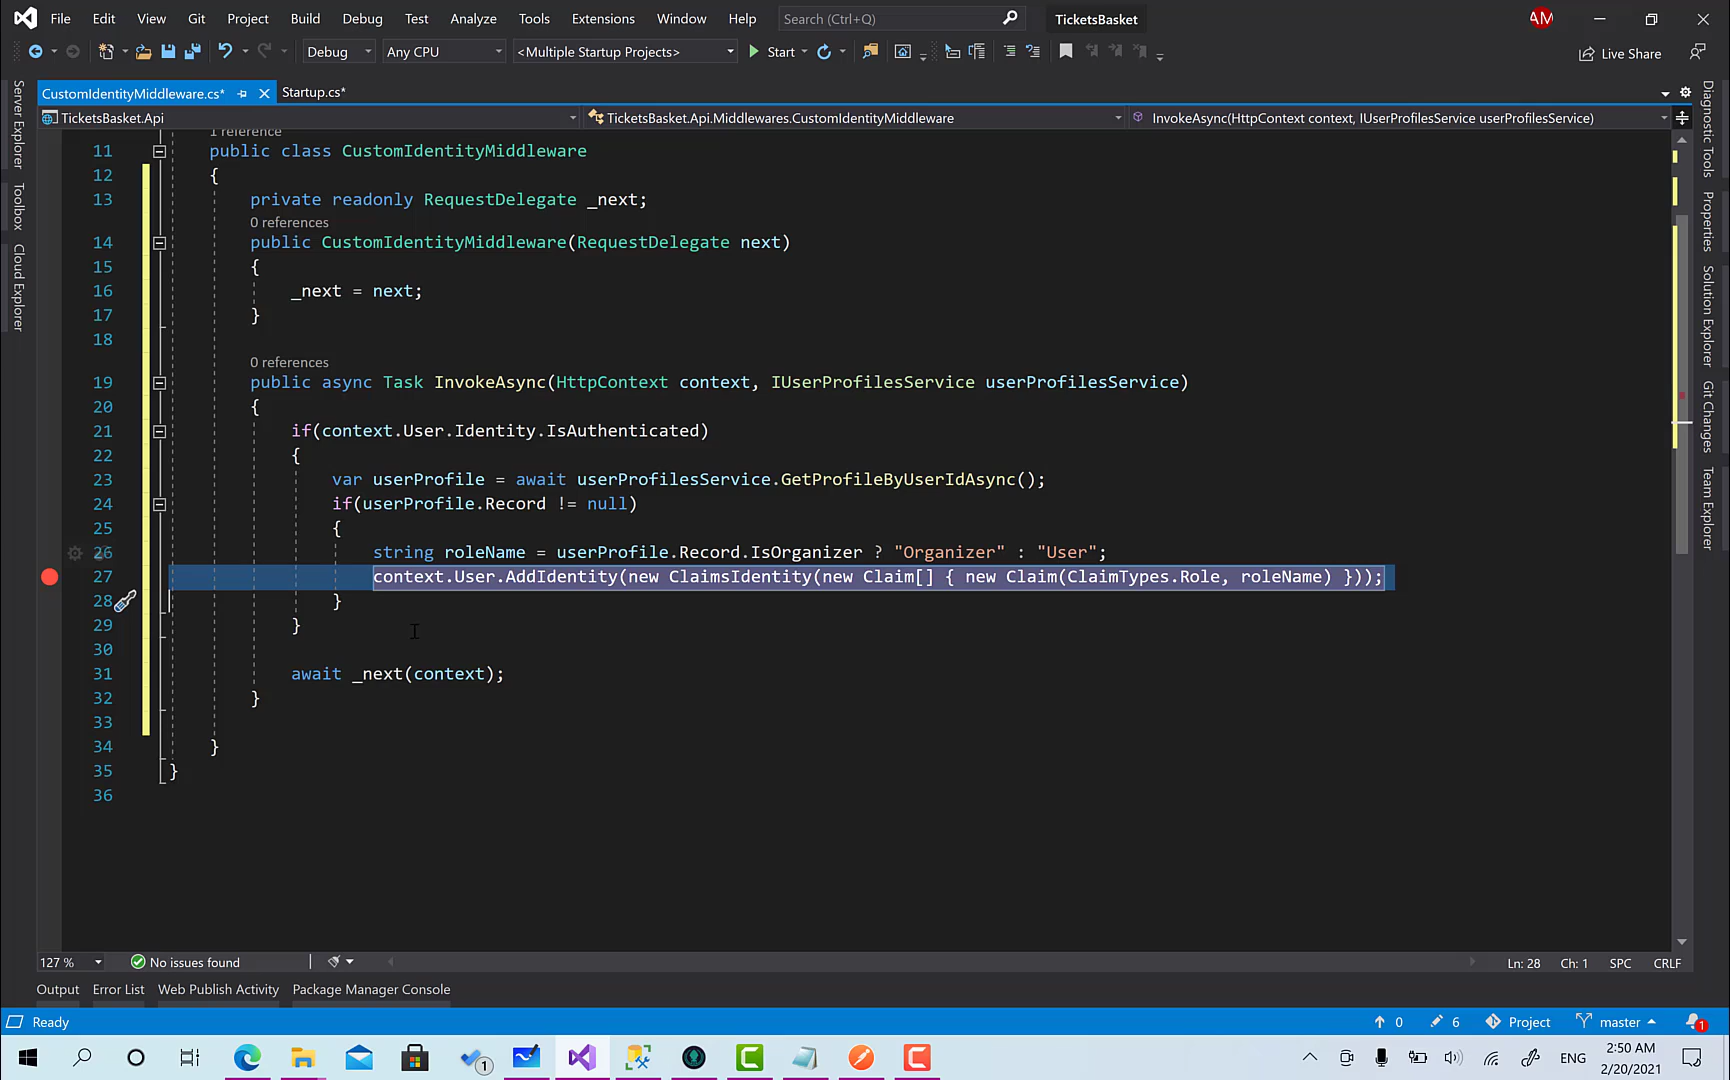 File Edit View Git Project Build Debug Test Analyze Tools Extensions Window Help Search (Ctrl+Q) TicketsBasket AM
Debug Any CPU <Multiple Startup Projects> Start Live Share
CustomIdentityMiddleware.cs* Startup.cs*
TicketsBasket.Api TicketsBasket.Api.Middlewares.CustomIdentityMiddleware InvokeAsync(HttpContext context, IUserProfilesService userProfilesService)
Server Explorer
Toolbox
Cloud Explorer
1 reference
11 public class CustomIdentityMiddleware
12 {
13 private readonly RequestDelegate _next;
0 references
14 public CustomIdentityMiddleware(RequestDelegate next)
15 {
16 _next = next;
17 }
18
0 references
19 public async Task InvokeAsync(HttpContext context, IUserProfilesService userProfilesService)
20 {
21 if(context.User.Identity.IsAuthenticated)
22 {
23 var userProfile = await userProfilesService.GetProfileByUserIdAsync();
24 if(userProfile.Record != null)
25 {
26 string roleName = userProfile.Record.IsOrganizer ? "Organizer" : "User";
27 context.User.AddIdentity(new ClaimsIdentity(new Claim[] { new Claim(ClaimTypes.Role, roleName) }));
28 }
29 }
30
31 await _next(context);
32 }
33
34 }
35 }
36
Diagnostic Tools
Properties
Solution Explorer
Git Changes
Team Explorer
127 % No issues found Ln: 28 Ch: 1 SPC CRLF
Output Error List Web Publish Activity Package Manager Console
Ready 0 6 Project master 1
1 ENG 2:50 AM
2/20/2021